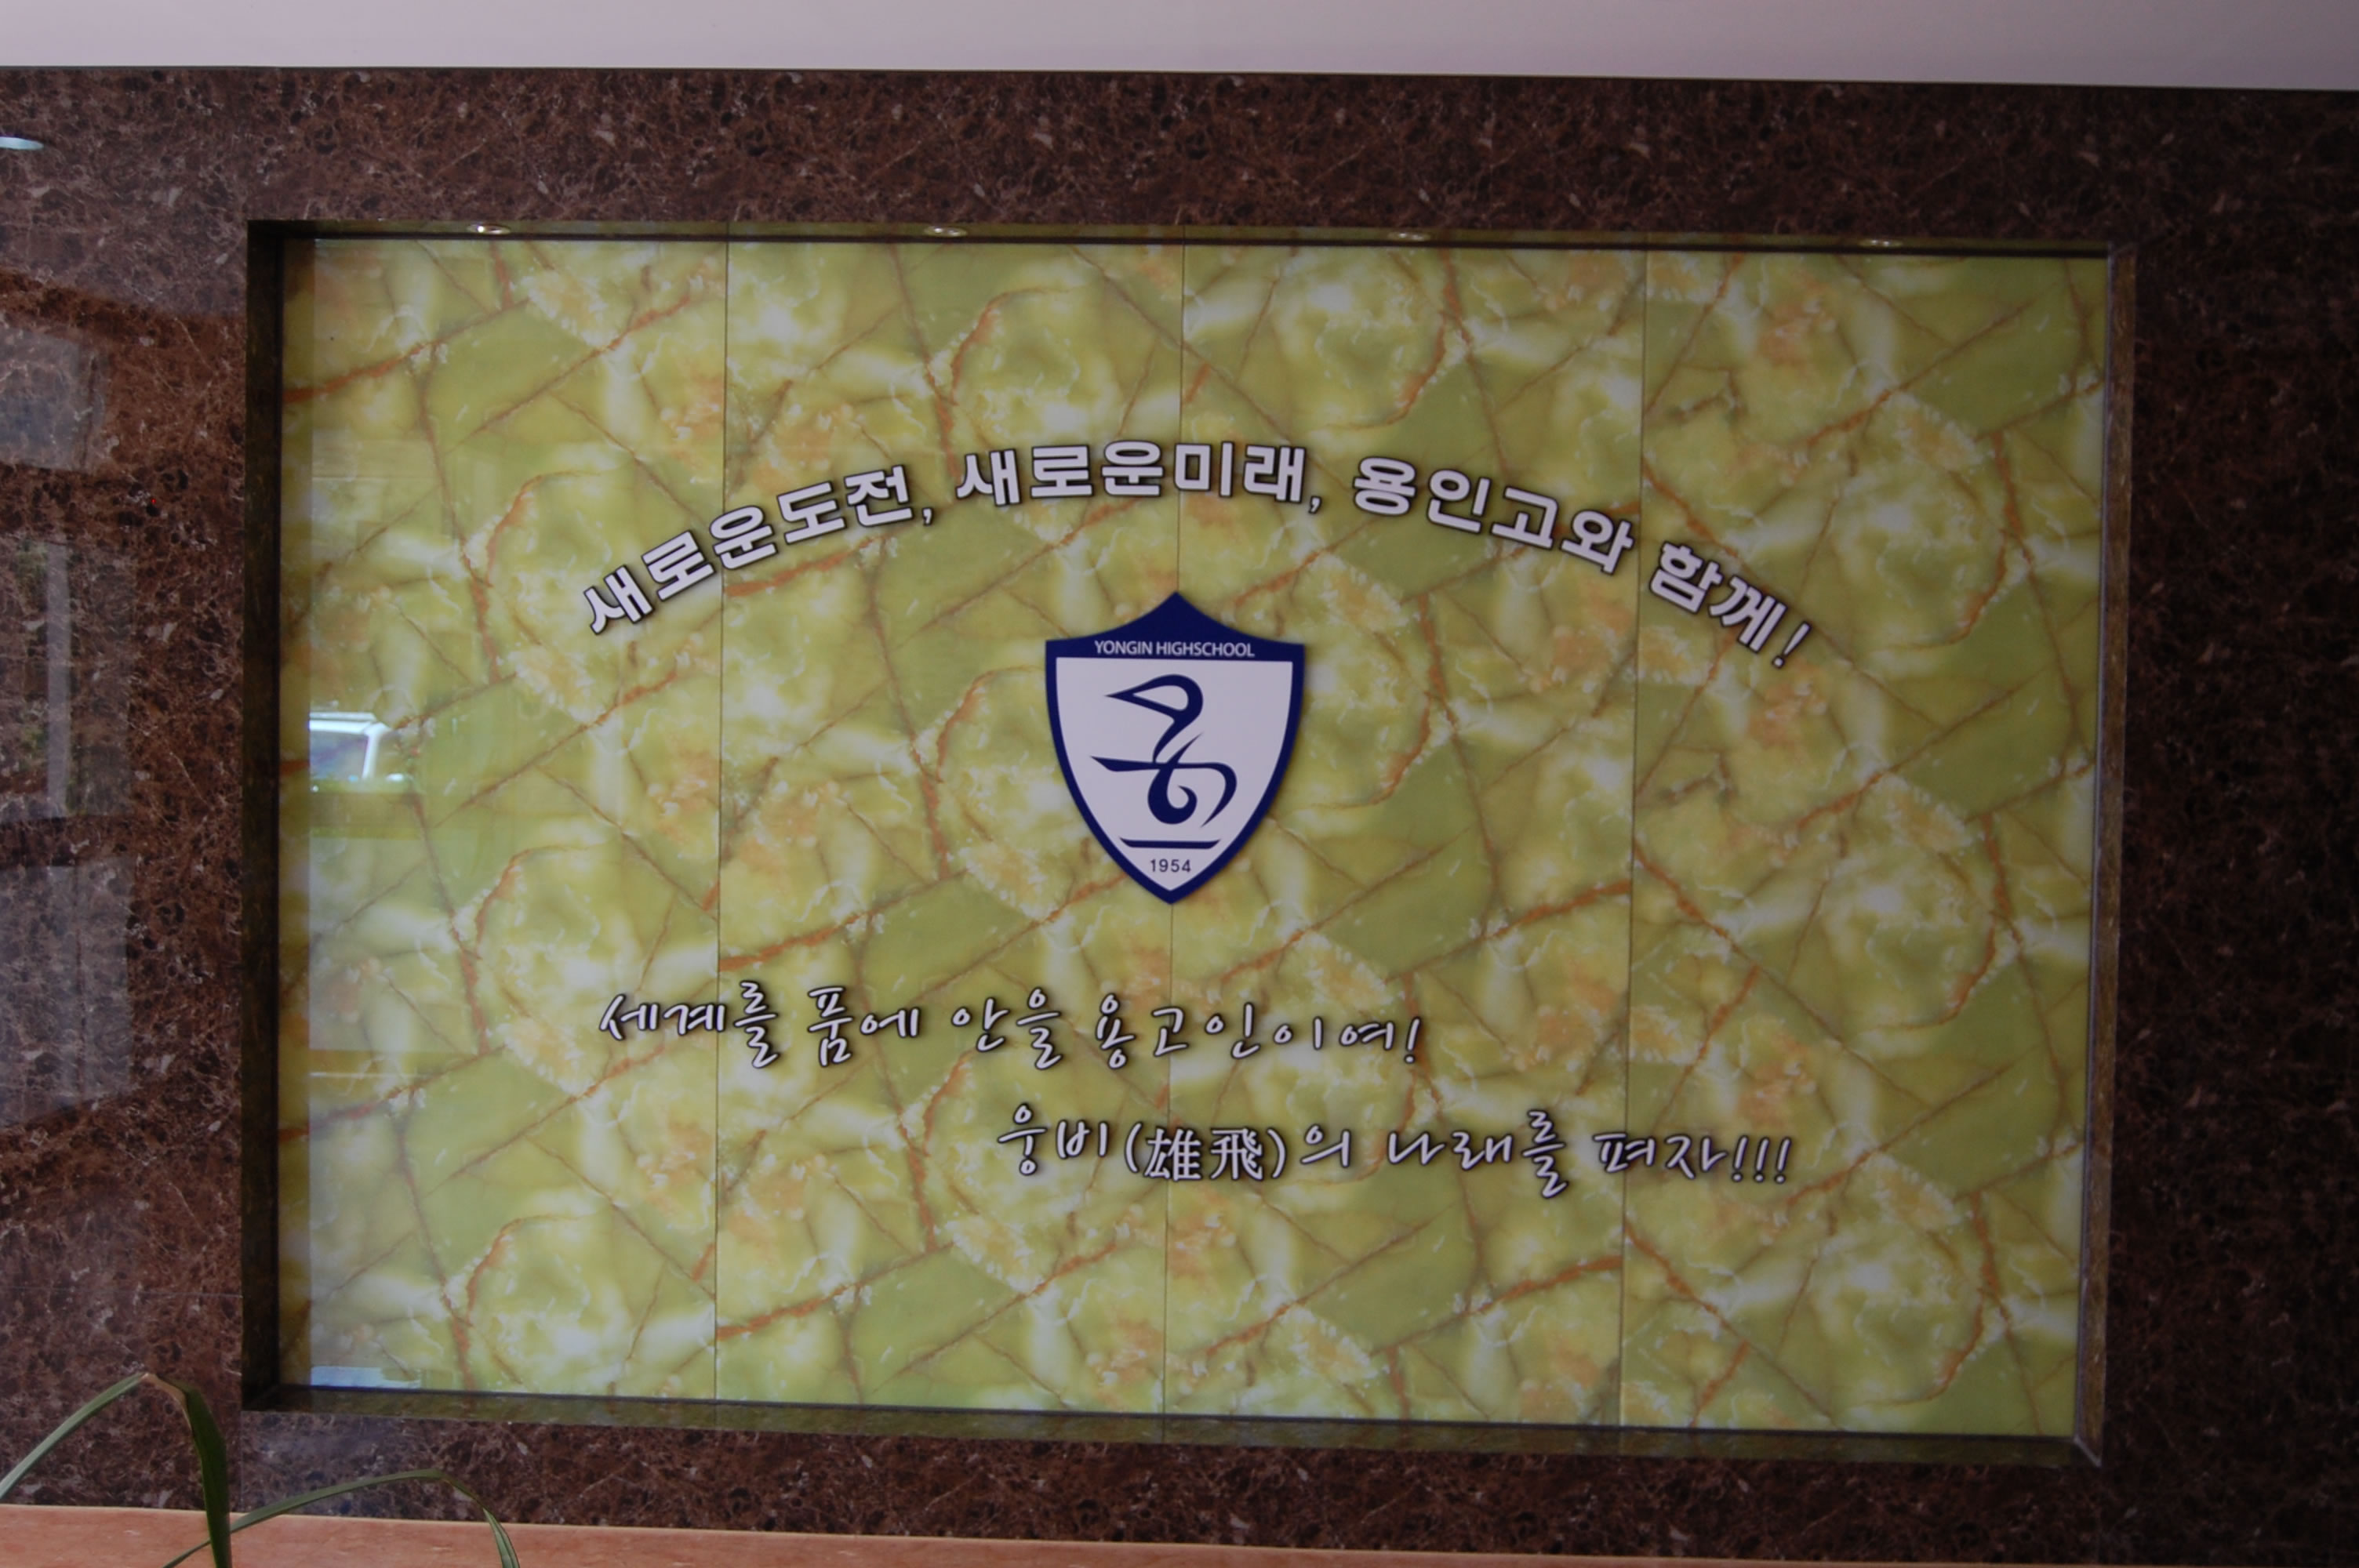 새로운도전, 새로운미래, 용인고와 함께!
YONGIN HIGHSCHOOL
1954
세계를 품에 안을 용고인이여!
웅비(雄飛)의 나래를 펴자!!!